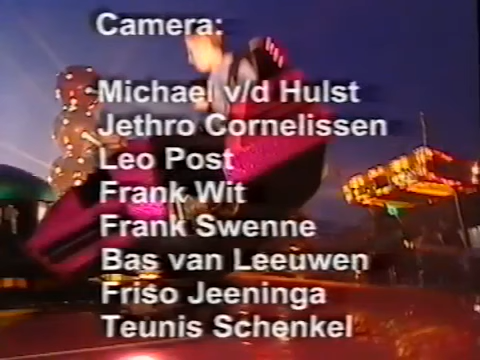 Camera:
Michael v/d Hulst
Jethro Cornelissen
Leo Post
Frank Wit
Frank Swenne
Bas van Leeuwen
Friso Jeeninga
Teunis Schenkel